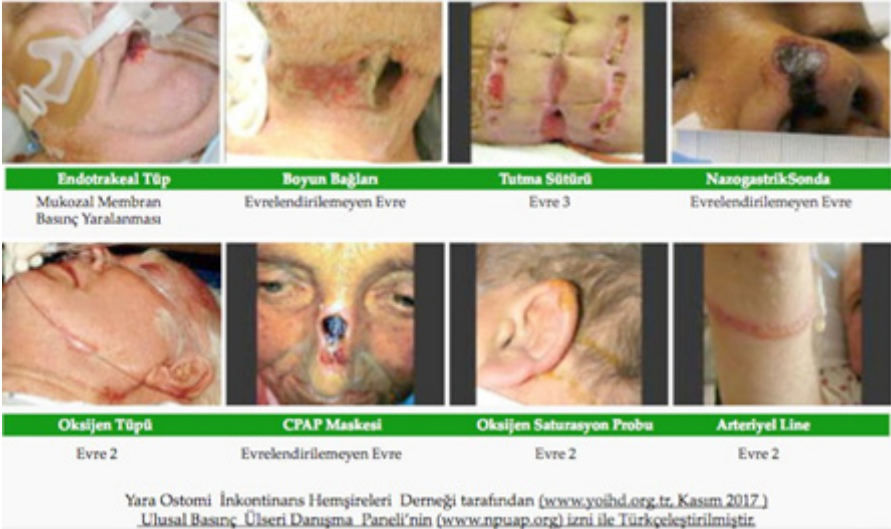 Endotrakeal Tüp
Boyun Bağları
Tutma Sütürü
NazogastrikSonda
Mukozal Membran
Basınç Yaralanması
Evrelendirilemeyen Evre
Evre 3
Evrelendirilemeyen Evre
Oksijen Tüpü
CPAP Maskesi
Oksijen Saturasyon Probu
Arteriyel Line
Evre 2
Evrelendirilemeyen Evre
Evre 2
Evre 2
Yara Ostomi İnkontinans Hemşireleri Derneği tarafından (www.yoihd.org.tr, Kasım 2017 )
Ulusal Basınç Ülseri Danışma Paneli'nin (www.npuap.org) izni ile Türkçeleştirilmiştir.